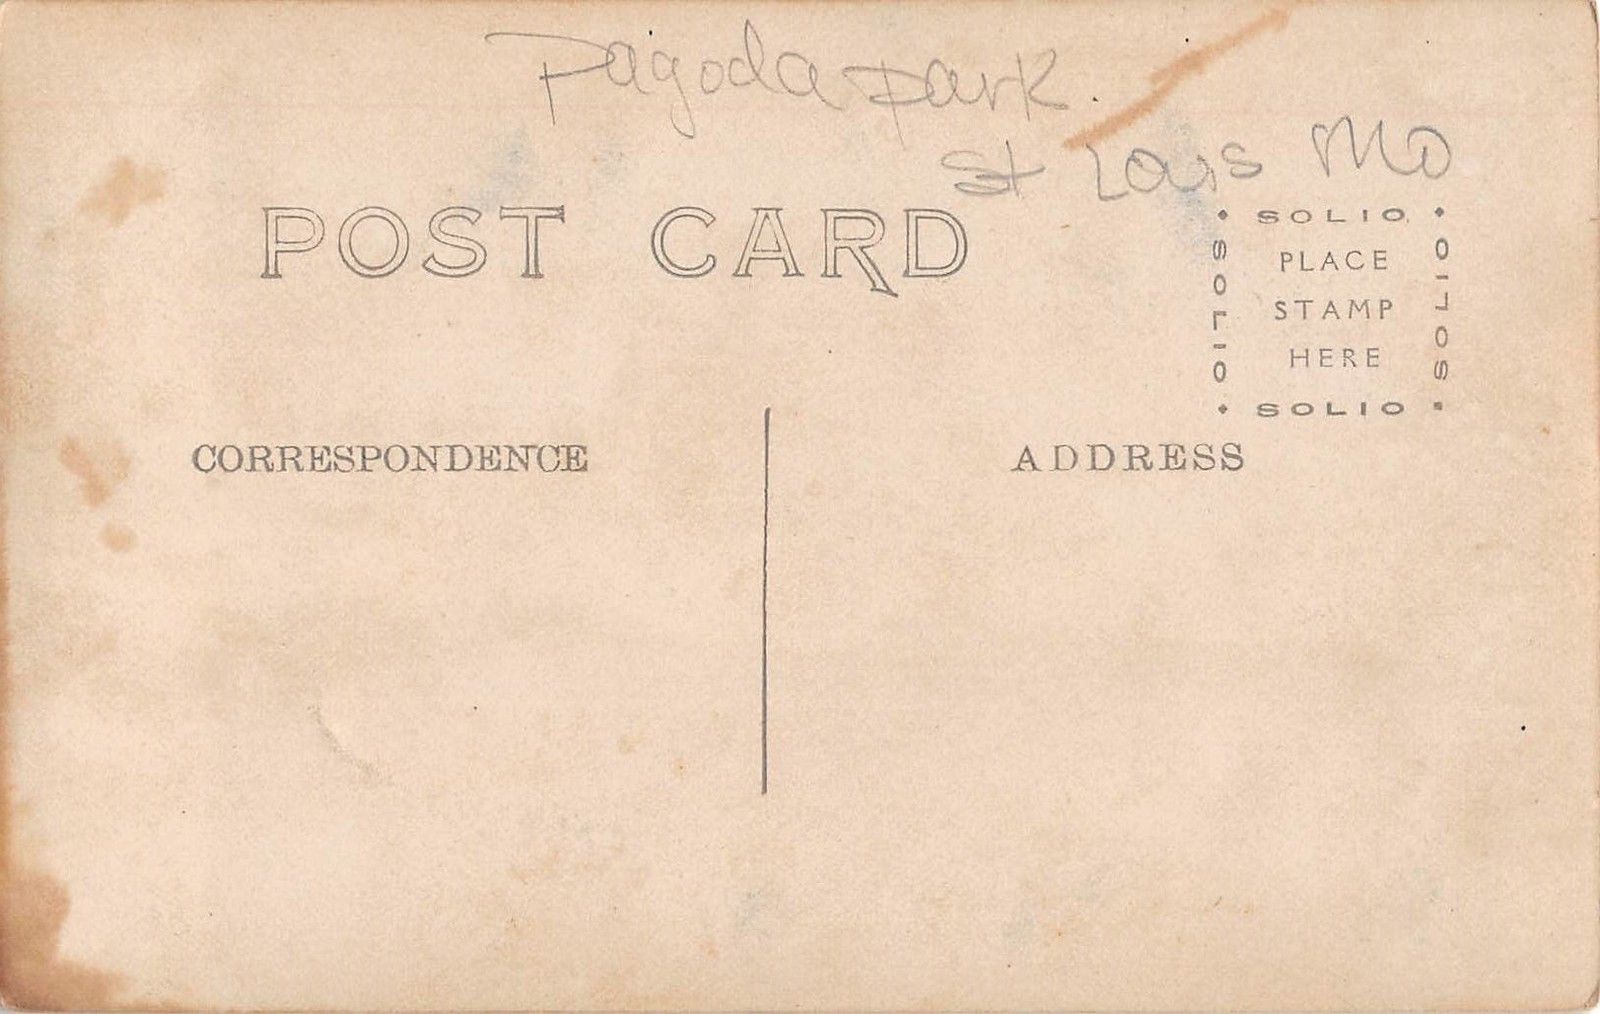 Pagoda Park.
St Louis MO
POST CARD
SOLIO
SOLIO
PLACE
STAMP
HERE
SOLIO
SOLIO
CORRESPONDENCE
ADDRESS